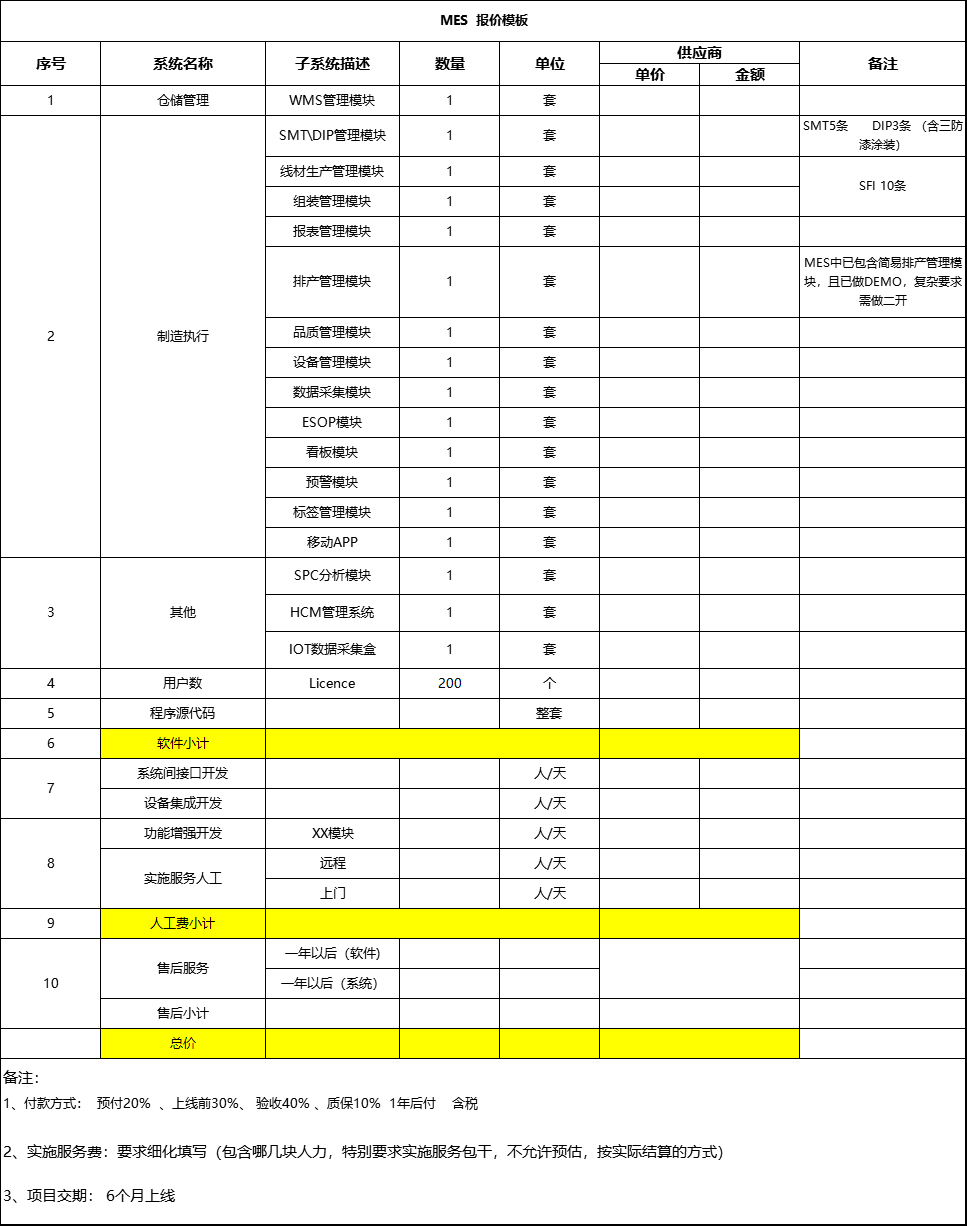 MES 报价模板
序号 系统名称 子系统描述 数量 单位 供应商 备注
单价 金额
1 仓储管理 WMS管理模块 1 套
2 制造执行 SMT\DIP管理模块 1 套 SMT5条 DIP3条 （含三防
漆涂装）
线材生产管理模块 1 套 SFI 10条
组装管理模块 1 套
报表管理模块 1 套
排产管理模块 1 套 MES中已包含简易排产管理模
块，且已做DEMO，复杂要求
需做二开
品质管理模块 1 套
设备管理模块 1 套
数据采集模块 1 套
ESOP模块 1 套
看板模块 1 套
预警模块 1 套
标签管理模块 1 套
移动APP 1 套
3 其他 SPC分析模块 1 套
HCM管理系统 1 套
IOT数据采集盒 1 套
4 用户数 Licence 200 个
5 程序源代码 整套
6 软件小计
7 系统间接口开发 人/天
设备集成开发 人/天
8 功能增强开发 XX模块 人/天
实施服务人工 远程 人/天
上门 人/天
9 人工费小计
10 售后服务 一年以后（软件）
一年以后（系统）
售后小计
总价
备注：
1、付款方式： 预付20% 、上线前30%、 验收40% 、质保10% 1年后付 含税
2、实施服务费：要求细化填写（包含哪几块人力，特别要求实施服务包干，不允许预估，按实际结算的方式）
3、项目交期： 6个月上线